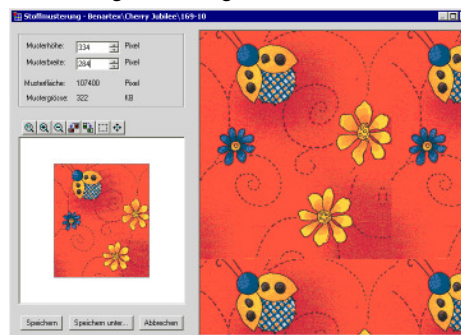 Stoffmusterung - Benartex\Cherry Jubilee\169-10
Musterhöhe: 334 Pixel
Musterbreite: 284 Pixel
Musterfläche: 107400 Pixel
Mustergrösse: 322 KB
Speichern Speichern unter... Abbrechen